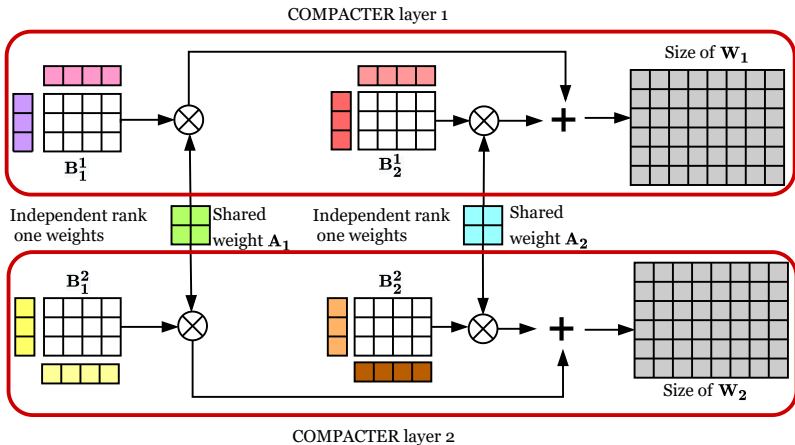 COMPACTER layer 1
Size of W₁
B₁¹
B₂¹
Independent rank
one weights
Shared
weight A₁
Independent rank
one weights
Shared
weight A₂
B₁²
B₂²
Size of W₂
COMPACTER layer 2